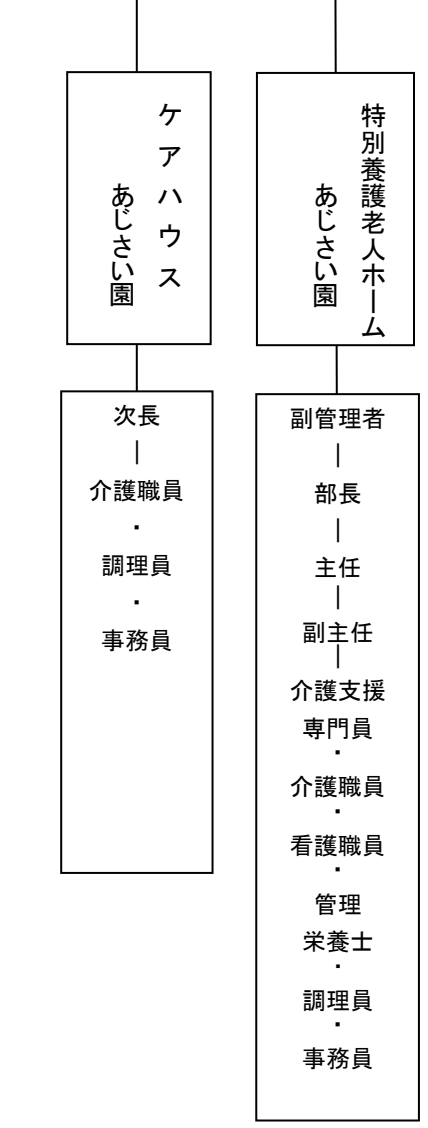 特別養護老人ホーム
あじさい園
副管理者
|
部長
|
主任
|
副主任
|
介護支援
専門員
・
介護職員
・
看護職員
・
管理
栄養士
・
調理員
・
事務員
ケアハウス
あじさい園
次長
|
介護職員
・
調理員
・
事務員